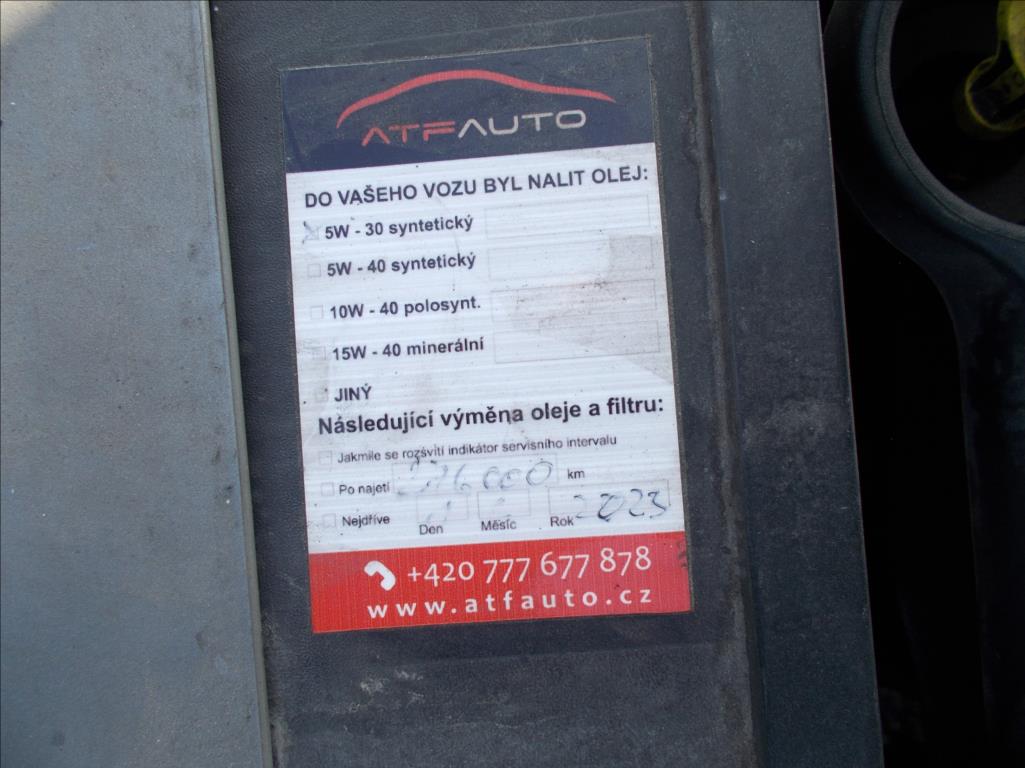 ATFAUTO
DO VAŠEHO VOZU BYL NALIT OLEJ:
5W - 30 syntetický
5W - 40 syntetický
10W - 40 polosynt.
15W - 40 minerální
JINÝ
Následující výměna oleje a filtru:
Jakmile se rozsvítí indikátor servisního intervalu
Po najetí km
Nejdříve Den Měsíc Rok 2023
+420 777 677 878
www.atfauto.cz